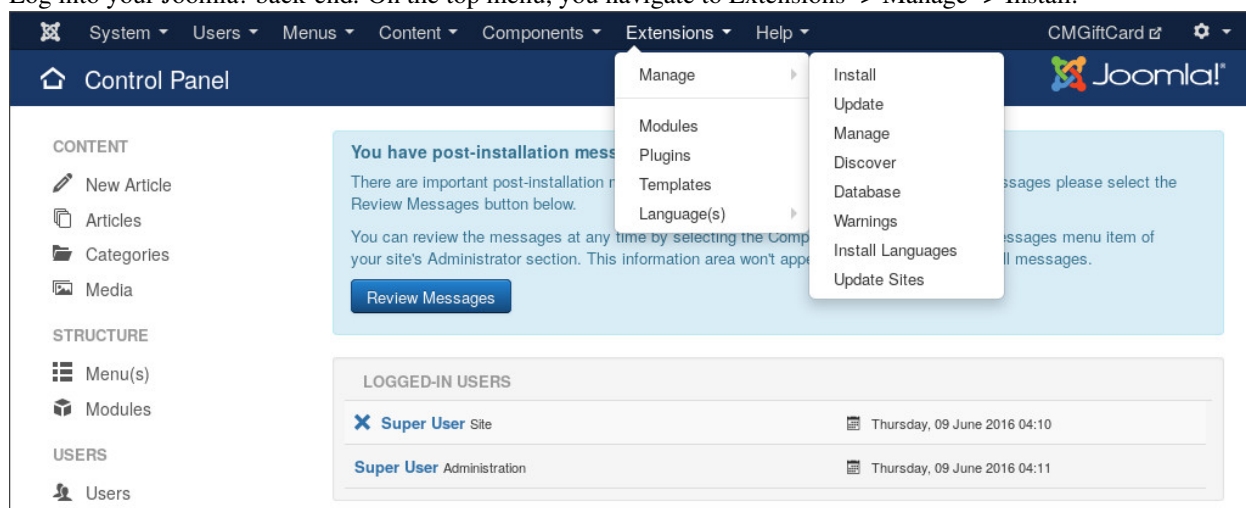 Log into your Joomla! back-end. On the top menu, you navigate to Extensions -> Manage -> Install.
System Users Menus Content Components Extensions Help CMGiftCard
Control Panel
Joomla!®
Manage
Modules
Plugins
Templates
Language(s)
Install
Update
Manage
Discover
Database
Warnings
Install Languages
Update Sites
CONTENT
New Article
Articles
Categories
Media
STRUCTURE
Menu(s)
Modules
USERS
Users
You have post-installation mess
There are important post-installation ssages please select the
Review Messages button below.
You can review the messages at any time by selecting the Comp essages menu item of
your site's Administrator section. This information area won't appe ll messages.
Review Messages
LOGGED-IN USERS
Super User Site Thursday, 09 June 2016 04:10
Super User Administration Thursday, 09 June 2016 04:11